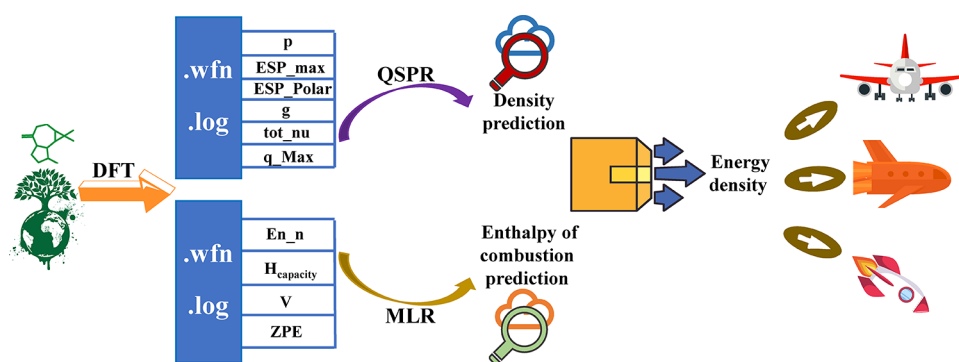 DFT
.wfn
.log
p
ESP_max
ESP_Polar
g
tot_nu
q_Max
QSPR
Density
prediction
.wfn
.log
En_n
Hcapacity
V
ZPE
MLR
Enthalpy of
combustion
prediction
Energy
density